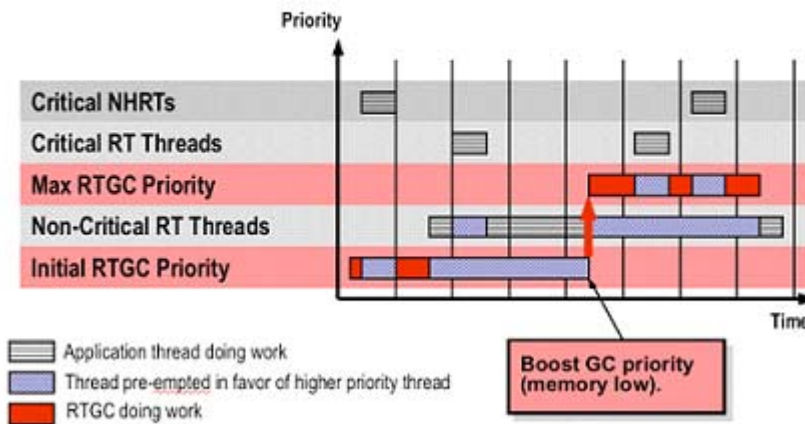 Priority
Critical NHRTs
Critical RT Threads
Max RTGC Priority
Non-Critical RT Threads
Initial RTGC Priority
Time
Application thread doing work
Thread pre-empted in favor of higher priority thread
RTGC doing work
Boost GC priority
(memory low).